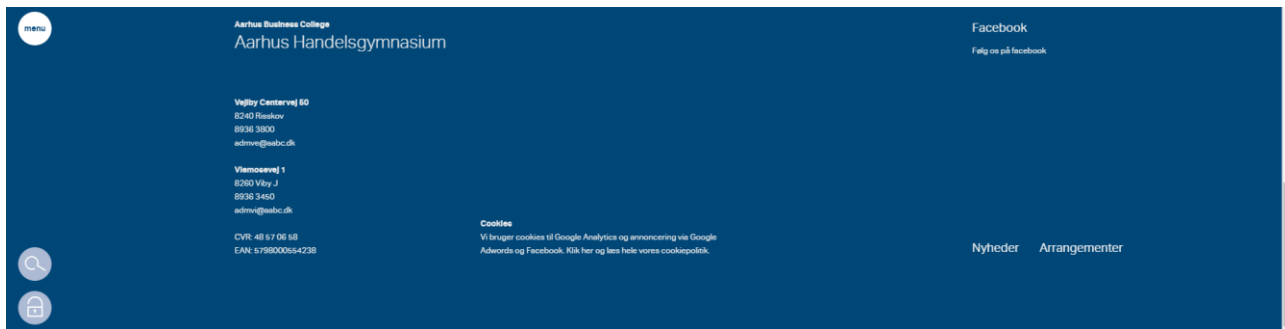 menu
Aarhus Business College
Aarhus Handelsgymnasium
Vejlby Centervej 50
8240 Risskov
8936 3800
admve@aabc.dk
Viemosevej 1
8260 Viby J
8936 3450
admvi@aabc.dk
CVR: 48 57 06 58
EAN: 5798000554238
Cookies
Vi bruger cookies til Google Analytics og annoncering via Google
Adwords og Facebook. Klik her og læs hele vores cookiepolitik.
Facebook
Følg os på facebook
Nyheder Arrangementer